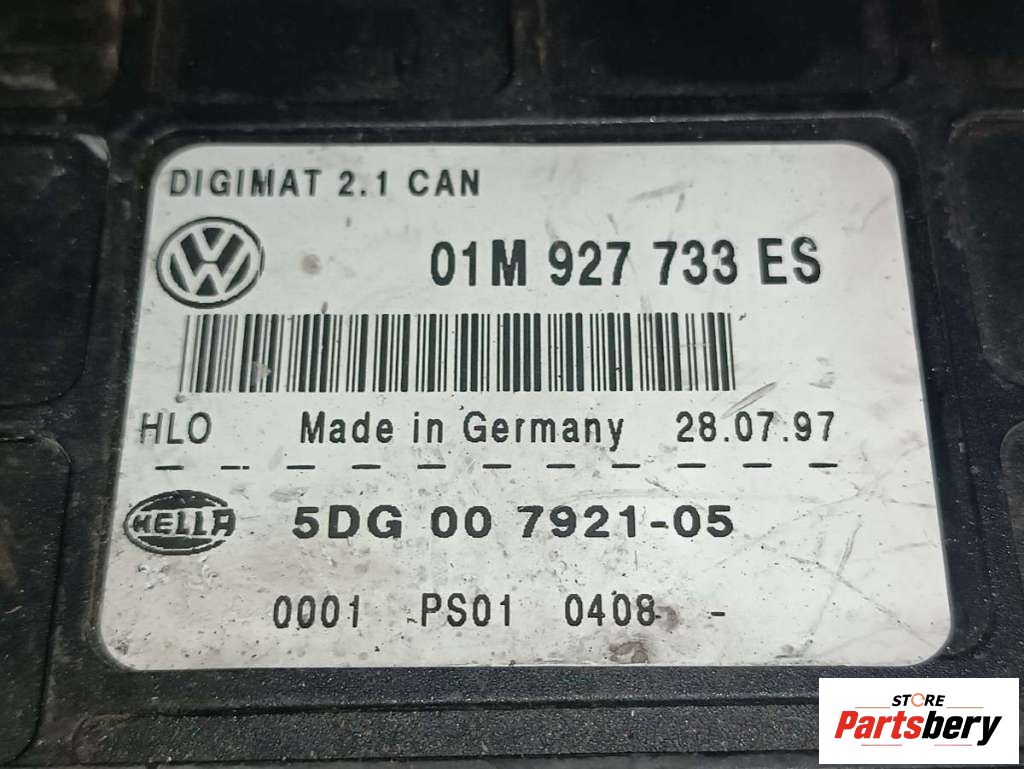 DIGIMAT 2.1 CAN
VW
01M 927 733 ES
HLO Made in Germany 28.07.97
HELLA 5DG 00 7921-05
0001 PS01 0408 -
STORE
Partsbery